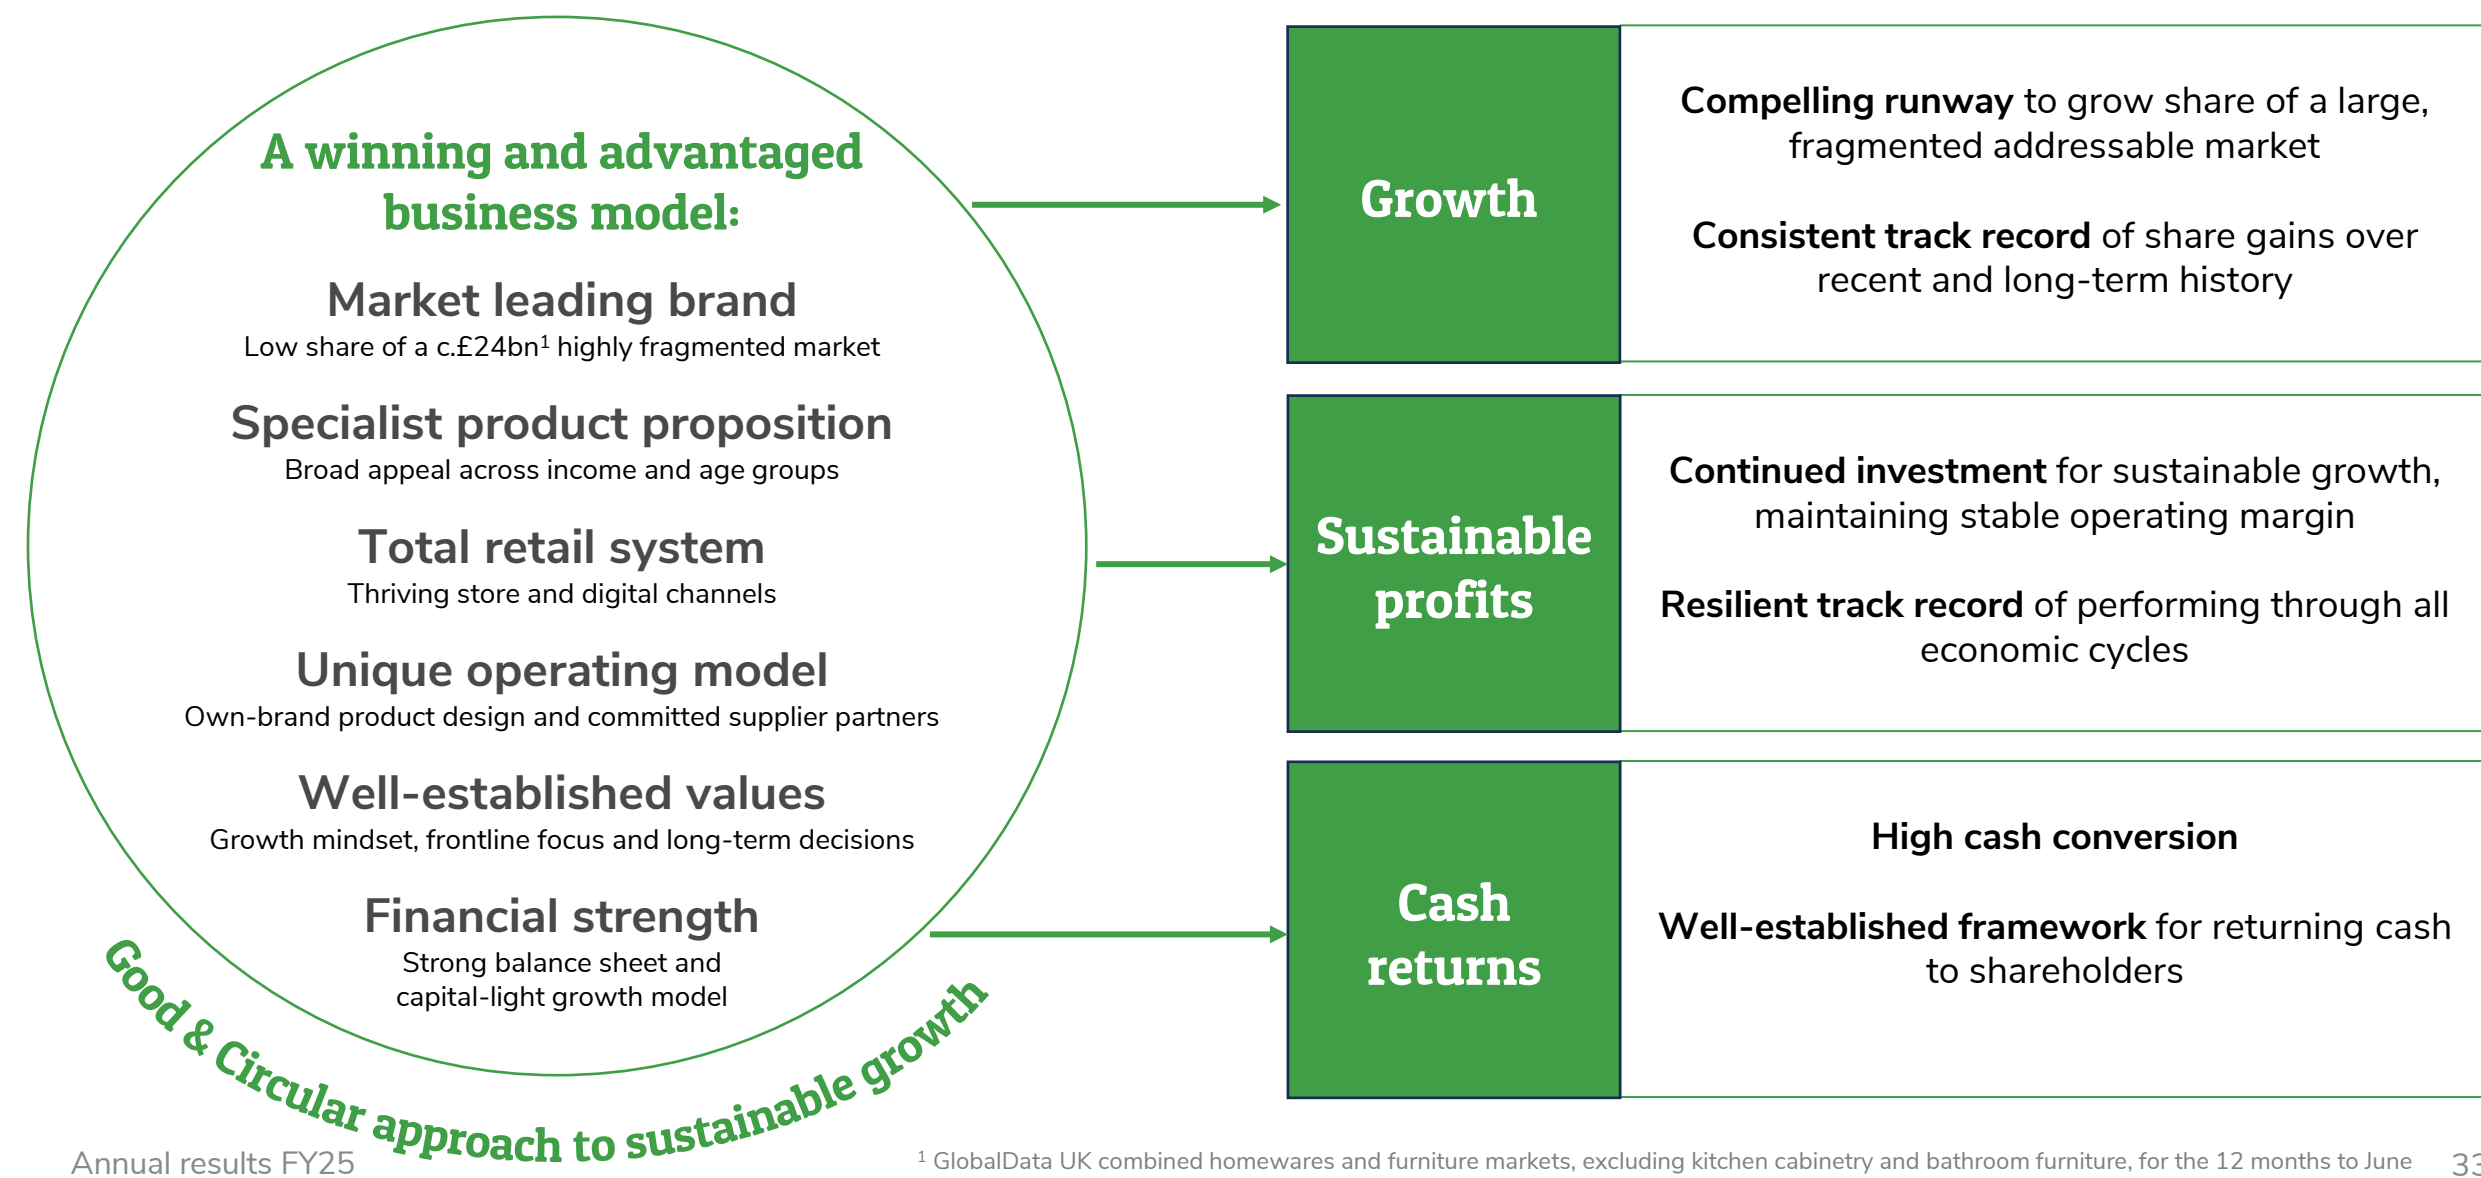 A winning and advantaged
business model:
Market leading brand
Low share of a c.£24bn¹ highly fragmented market
Specialist product proposition
Broad appeal across income and age groups
Total retail system
Thriving store and digital channels
Unique operating model
Own-brand product design and committed supplier partners
Well-established values
Growth mindset, frontline focus and long-term decisions
Financial strength
Strong balance sheet and
capital-light growth model
Good & Circular approach to sustainable growth
Growth
Compelling runway to grow share of a large,
fragmented addressable market
Consistent track record of share gains over
recent and long-term history
Sustainable
profits
Continued investment for sustainable growth,
maintaining stable operating margin
Resilient track record of performing through all
economic cycles
Cash
returns
High cash conversion
Well-established framework for returning cash
to shareholders
Annual results FY25
¹ GlobalData UK combined homewares and furniture markets, excluding kitchen cabinetry and bathroom furniture, for the 12 months to June
33